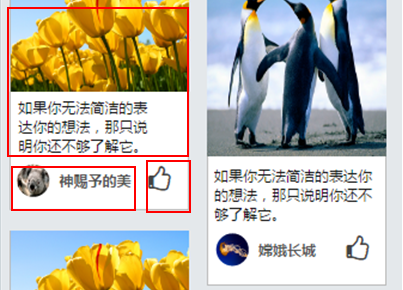 如果你无法简洁的表
达你的想法，那只说
明你还不够了解它。
神赐予的美
如果你无法简洁的表达你
的想法，那只说明你还不
够了解它。
嫦娥长城